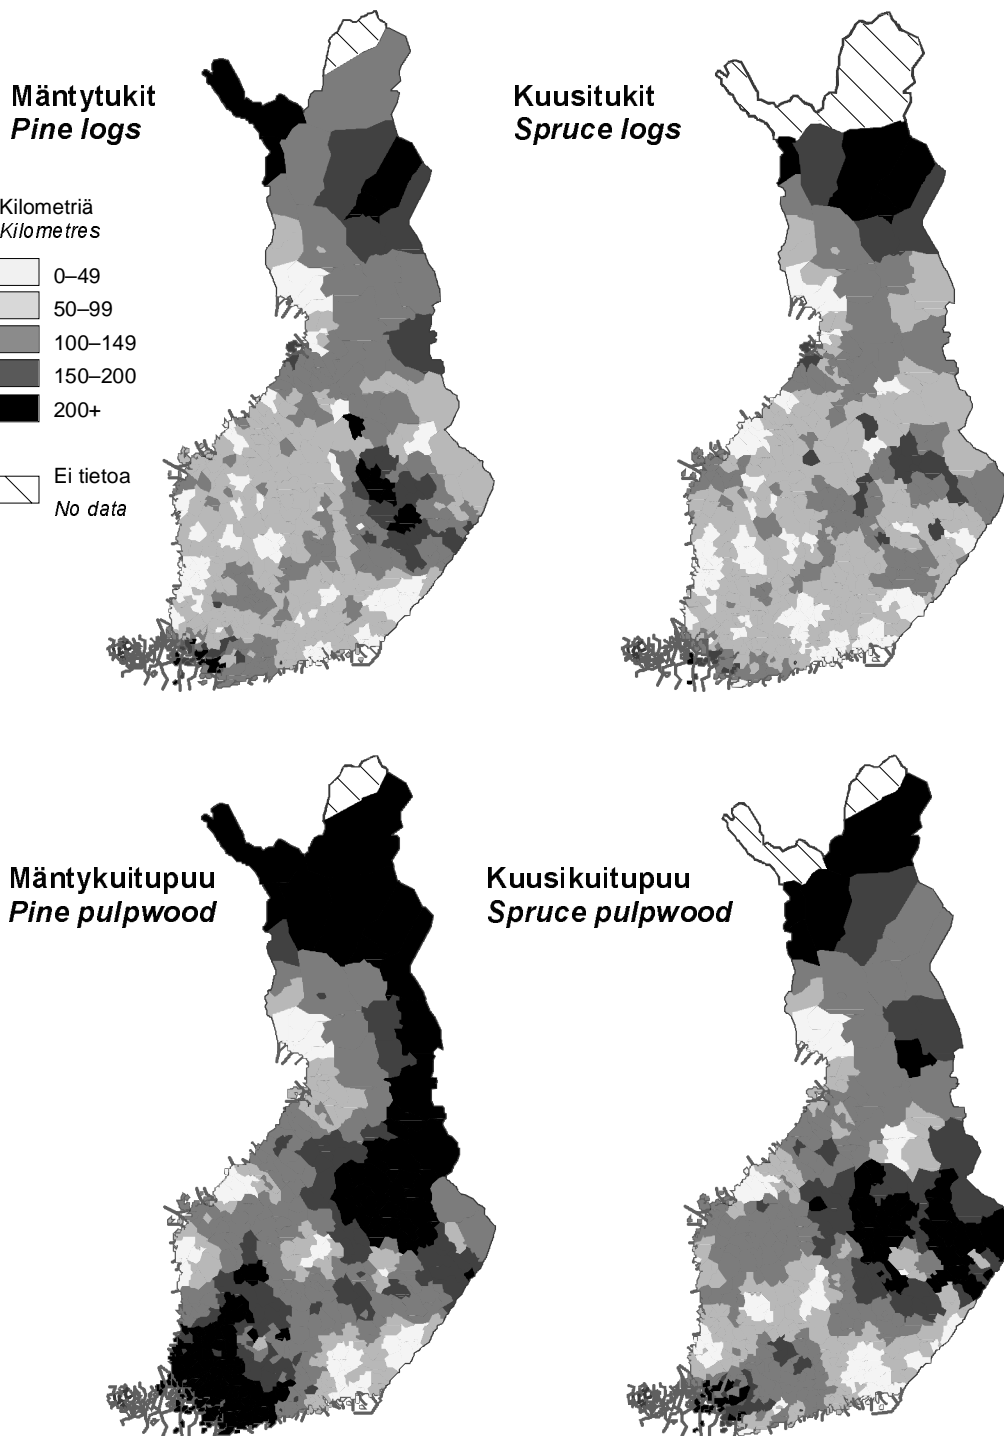 Mäntytukit
Pine logs
Kuusitukit
Spruce logs
Kilometriä
Kilometres
0–49
50–99
100–149
150–200
200+
Ei tietoa
No data
Mäntykuitupuu
Pine pulpwood
Kuusikuitupuu
Spruce pulpwood